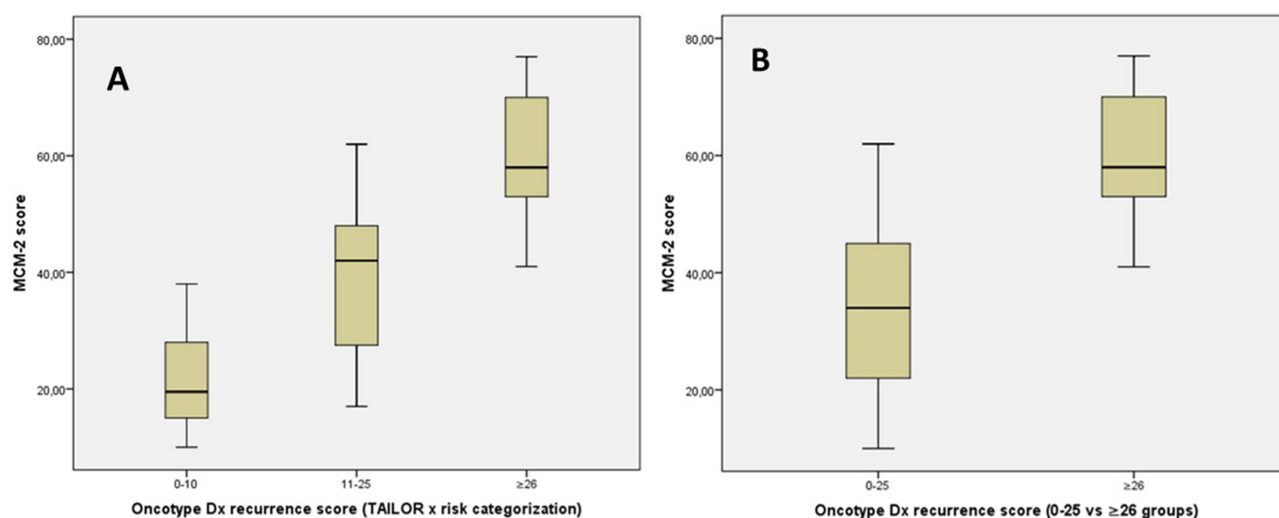 A
MCM-2 score
80,00
60,00
40,00
20,00
0-10
11-25
≥26
Oncotype Dx recurrence score (TAILOR x risk categorization)
B
MCM-2 score
80,00
60,00
40,00
20,00
0-25
≥26
Oncotype Dx recurrence score (0-25 vs ≥26 groups)